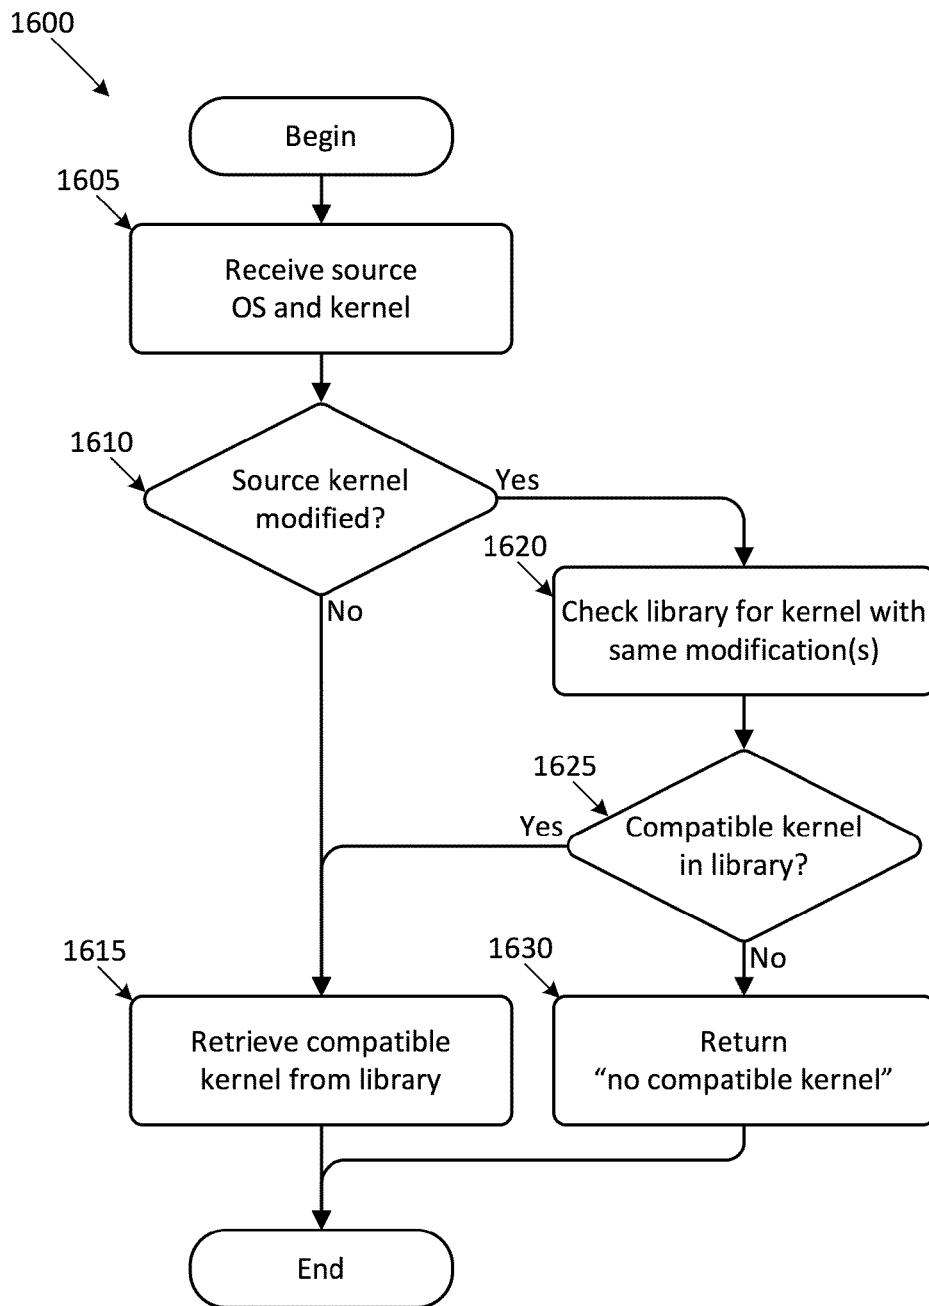 1600
Begin
1605
Receive source
OS and kernel
1610
Source kernel
modified?
Yes
No
1620
Check library for kernel with
same modification(s)
1625
Yes
Compatible kernel
in library?
No
1615
Retrieve compatible
kernel from library
1630
Return
“no compatible kernel”
End